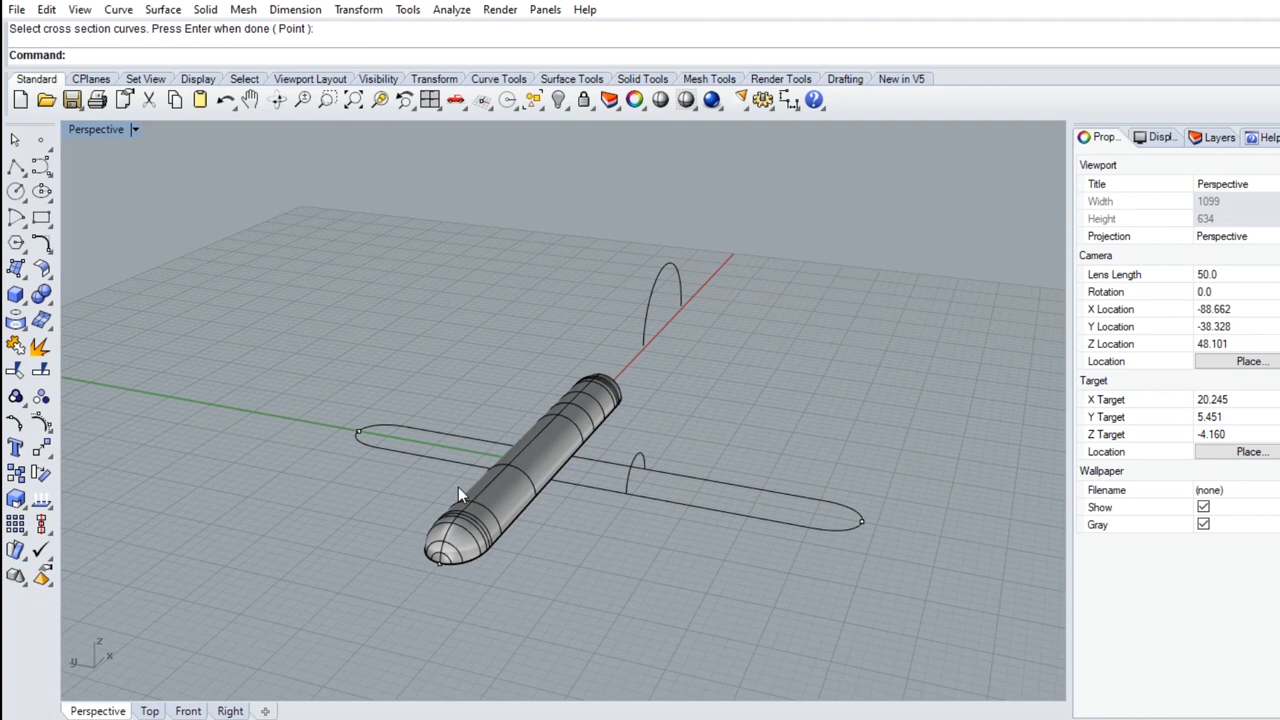 File Edit View Curve Surface Solid Mesh Dimension Transform Tools Analyze Render Panels Help
Select cross section curves. Press Enter when done ( Point ):
Command:
Standard CPlanes Set View Display Select Viewport Layout Visibility Transform Curve Tools Surface Tools Solid Tools Mesh Tools Render Tools Drafting New in V5
Perspective
Prop... Displ... Layers Help
Viewport
Title Perspective
Width 1099
Height 634
Projection Perspective
Camera
Lens Length 50.0
Rotation 0.0
X Location -88.662
Y Location -38.328
Z Location 48.101
Location Place...
Target
X Target 20.245
Y Target 5.451
Z Target -4.160
Location Place...
Wallpaper
Filename (none)
Show
Gray
z
y x
Perspective Top Front Right